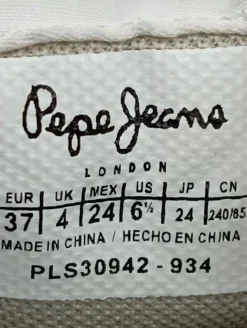 Pepe Jeans
LONDON
EUR UK MEX US JP CN
37 4 24 6½ 24 240/85
MADE IN CHINA / HECHO EN CHINA
PLS30942 - 934